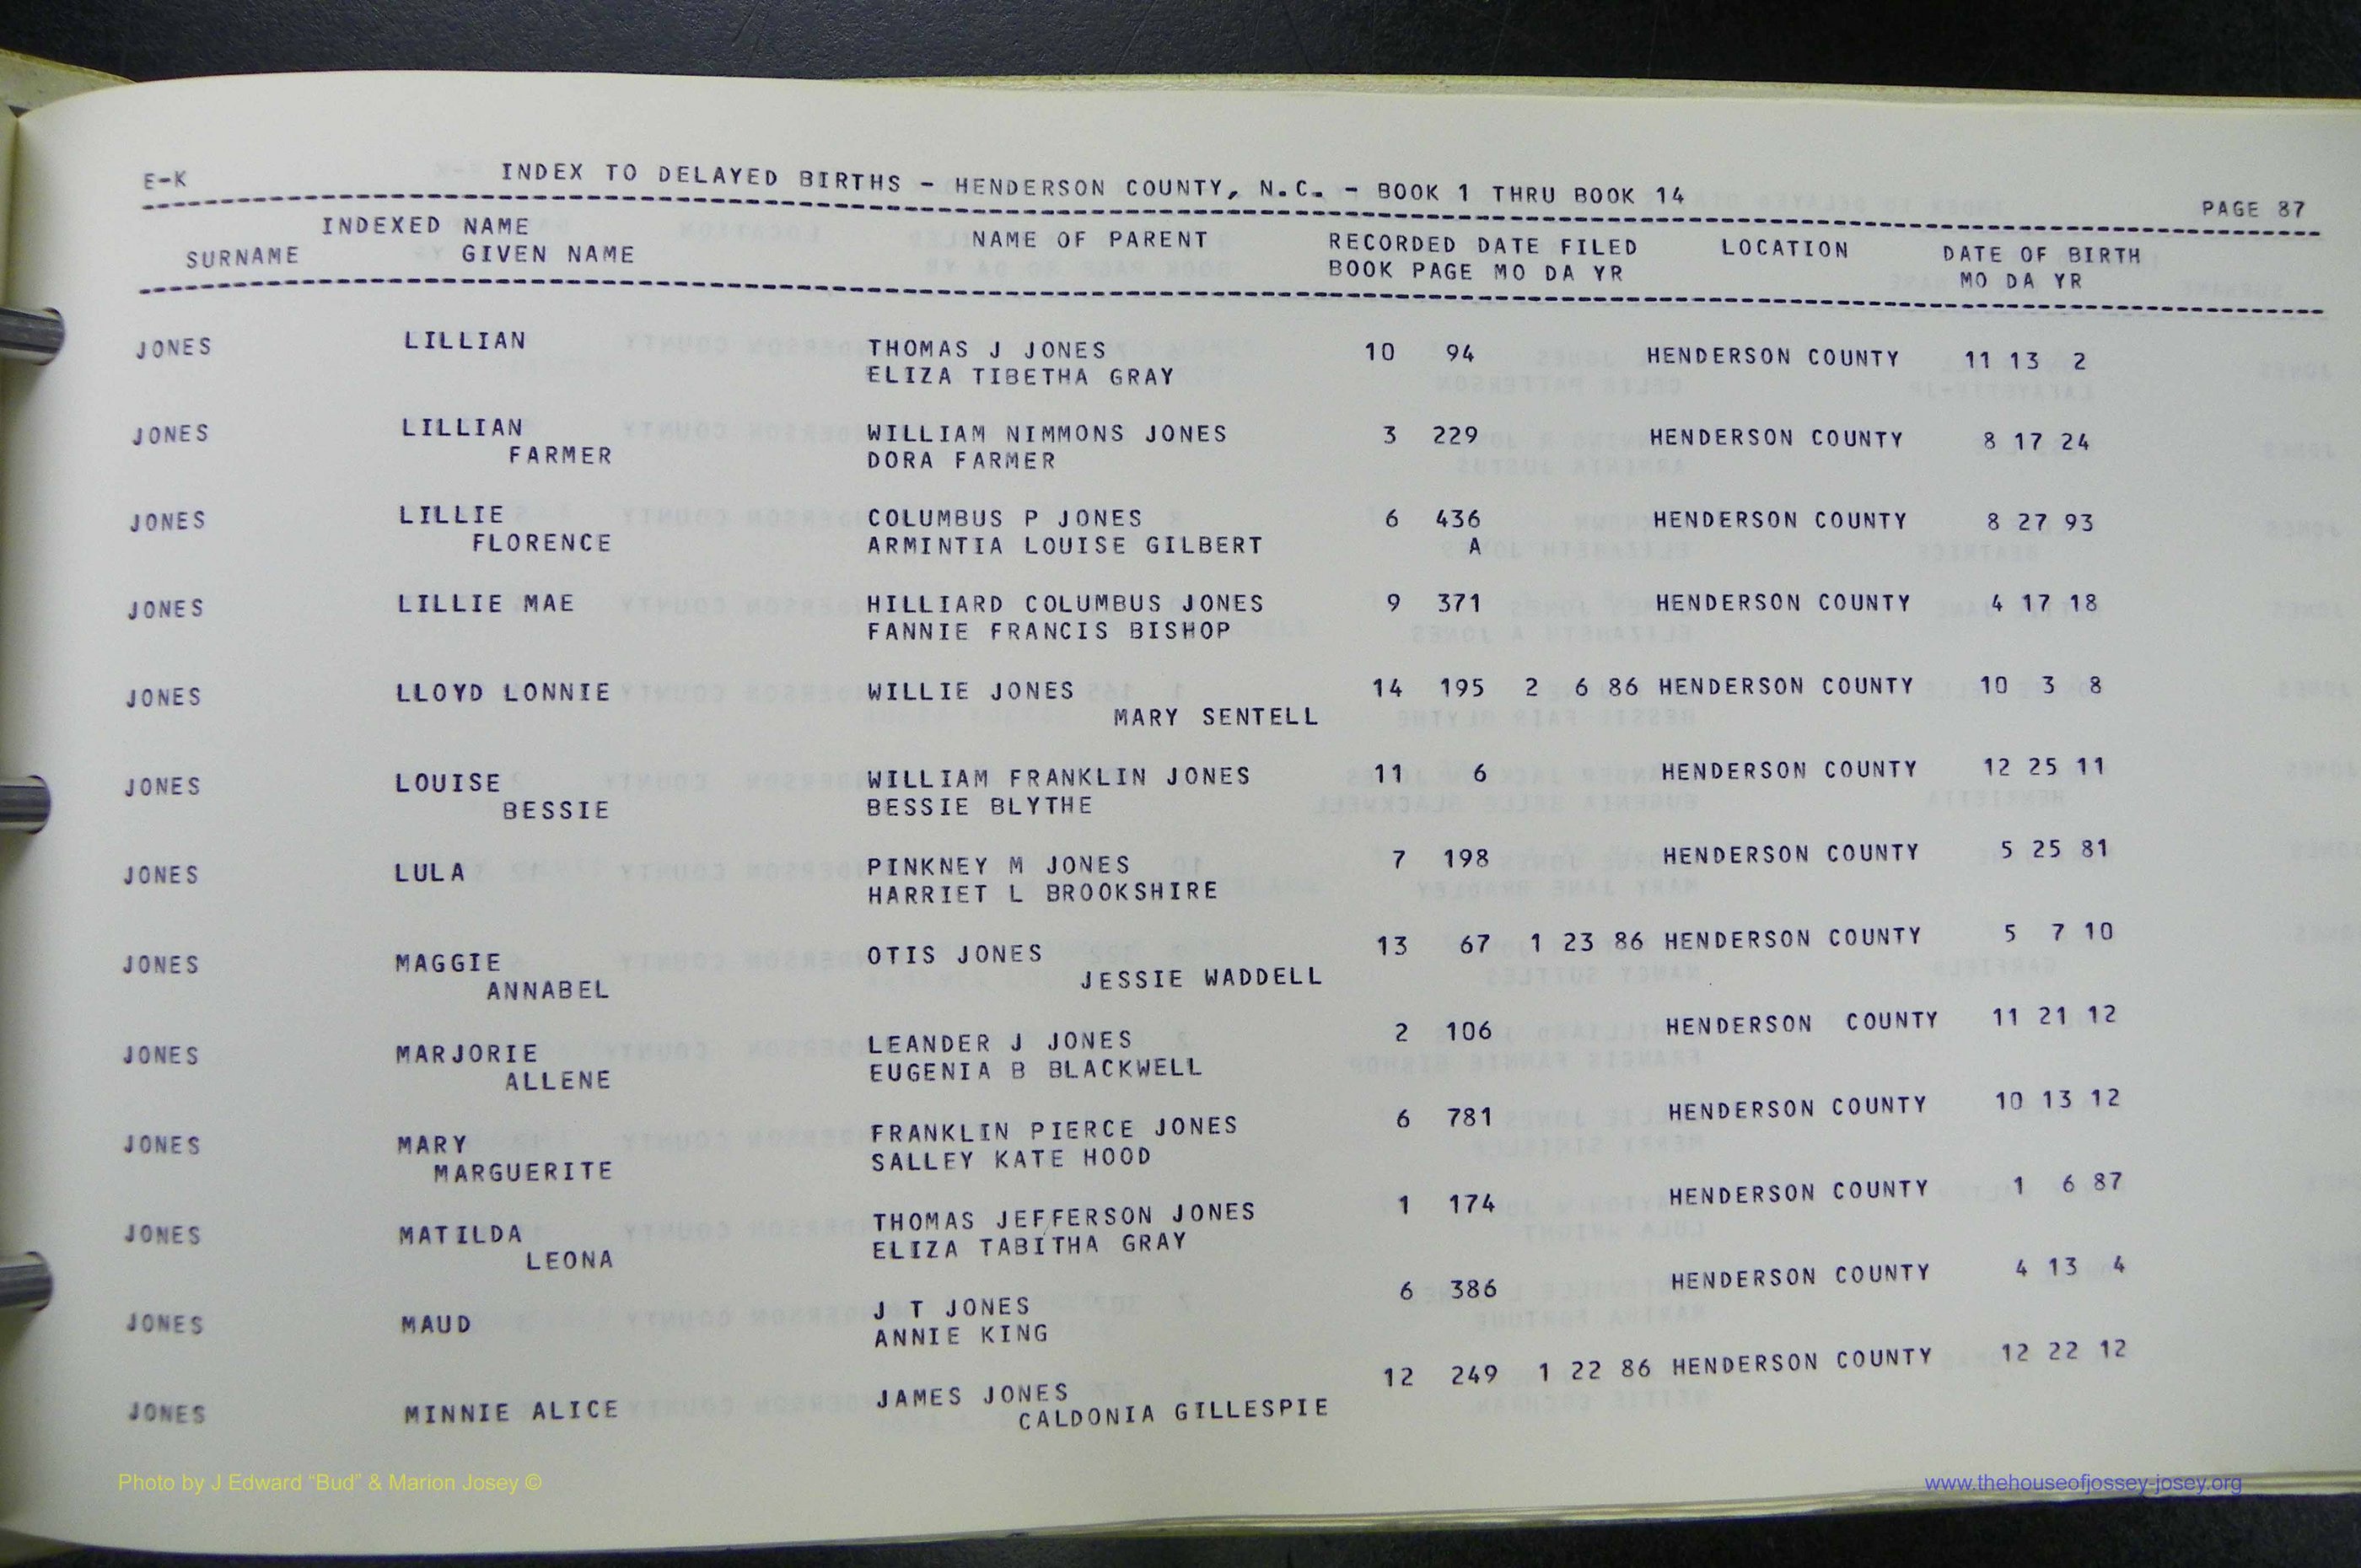 E-K INDEX TO DELAYED BIRTHS - HENDERSON COUNTY, N.C. - BOOK 1 THRU BOOK 14 PAGE 87
INDEXED NAME NAME OF PARENT RECORDED DATE FILED LOCATION DATE OF BIRTH
SURNAME GIVEN NAME BOOK PAGE MO DA YR MO DA YR
JONES LILLIAN THOMAS J JONES 10 94 HENDERSON COUNTY 11 13 2
ELIZA TIBETHA GRAY
JONES LILLIAN WILLIAM NIMMONS JONES 3 229 HENDERSON COUNTY 8 17 24
FARMER DORA FARMER
JONES LILLIE COLUMBUS P JONES 6 436 HENDERSON COUNTY 8 27 93
FLORENCE ARMINTIA LOUISE GILBERT A
JONES LILLIE MAE HILLIARD COLUMBUS JONES 9 371 HENDERSON COUNTY 4 17 18
FANNIE FRANCIS BISHOP
JONES LLOYD LONNIE WILLIE JONES 14 195 2 6 86 HENDERSON COUNTY 10 3 8
MARY SENTELL
JONES LOUISE WILLIAM FRANKLIN JONES 11 6 HENDERSON COUNTY 12 25 11
BESSIE BESSIE BLYTHE
JONES LULA PINKNEY M JONES 7 198 HENDERSON COUNTY 5 25 81
HARRIET L BROOKSHIRE
JONES MAGGIE OTIS JONES 13 67 1 23 86 HENDERSON COUNTY 5 7 10
ANNABEL JESSIE WADDELL
JONES MARJORIE LEANDER J JONES 2 106 HENDERSON COUNTY 11 21 12
ALLENE EUGENIA B BLACKWELL
JONES MARY FRANKLIN PIERCE JONES 6 781 HENDERSON COUNTY 10 13 12
MARGUERITE SALLEY KATE HOOD
JONES MATILDA THOMAS JEFFERSON JONES 1 174 HENDERSON COUNTY 1 6 87
LEONA ELIZA TABITHA GRAY
JONES MAUD J T JONES 6 386 HENDERSON COUNTY 4 13 4
ANNIE KING
JONES MINNIE ALICE JAMES JONES 12 249 1 22 86 HENDERSON COUNTY 12 22 12
CALDONIA GILLESPIE
Photo by J Edward “Bud” & Marion Josey © www.thehouseofjossey-josey.org